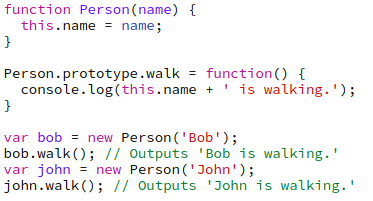 function Person(name) {
  this.name = name;
}

Person.prototype.walk = function() {
  console.log(this.name + ' is walking.');
}

var bob = new Person('Bob');
bob.walk(); // Outputs 'Bob is walking.'
var john = new Person('John');
john.walk(); // Outputs 'John is walking.'